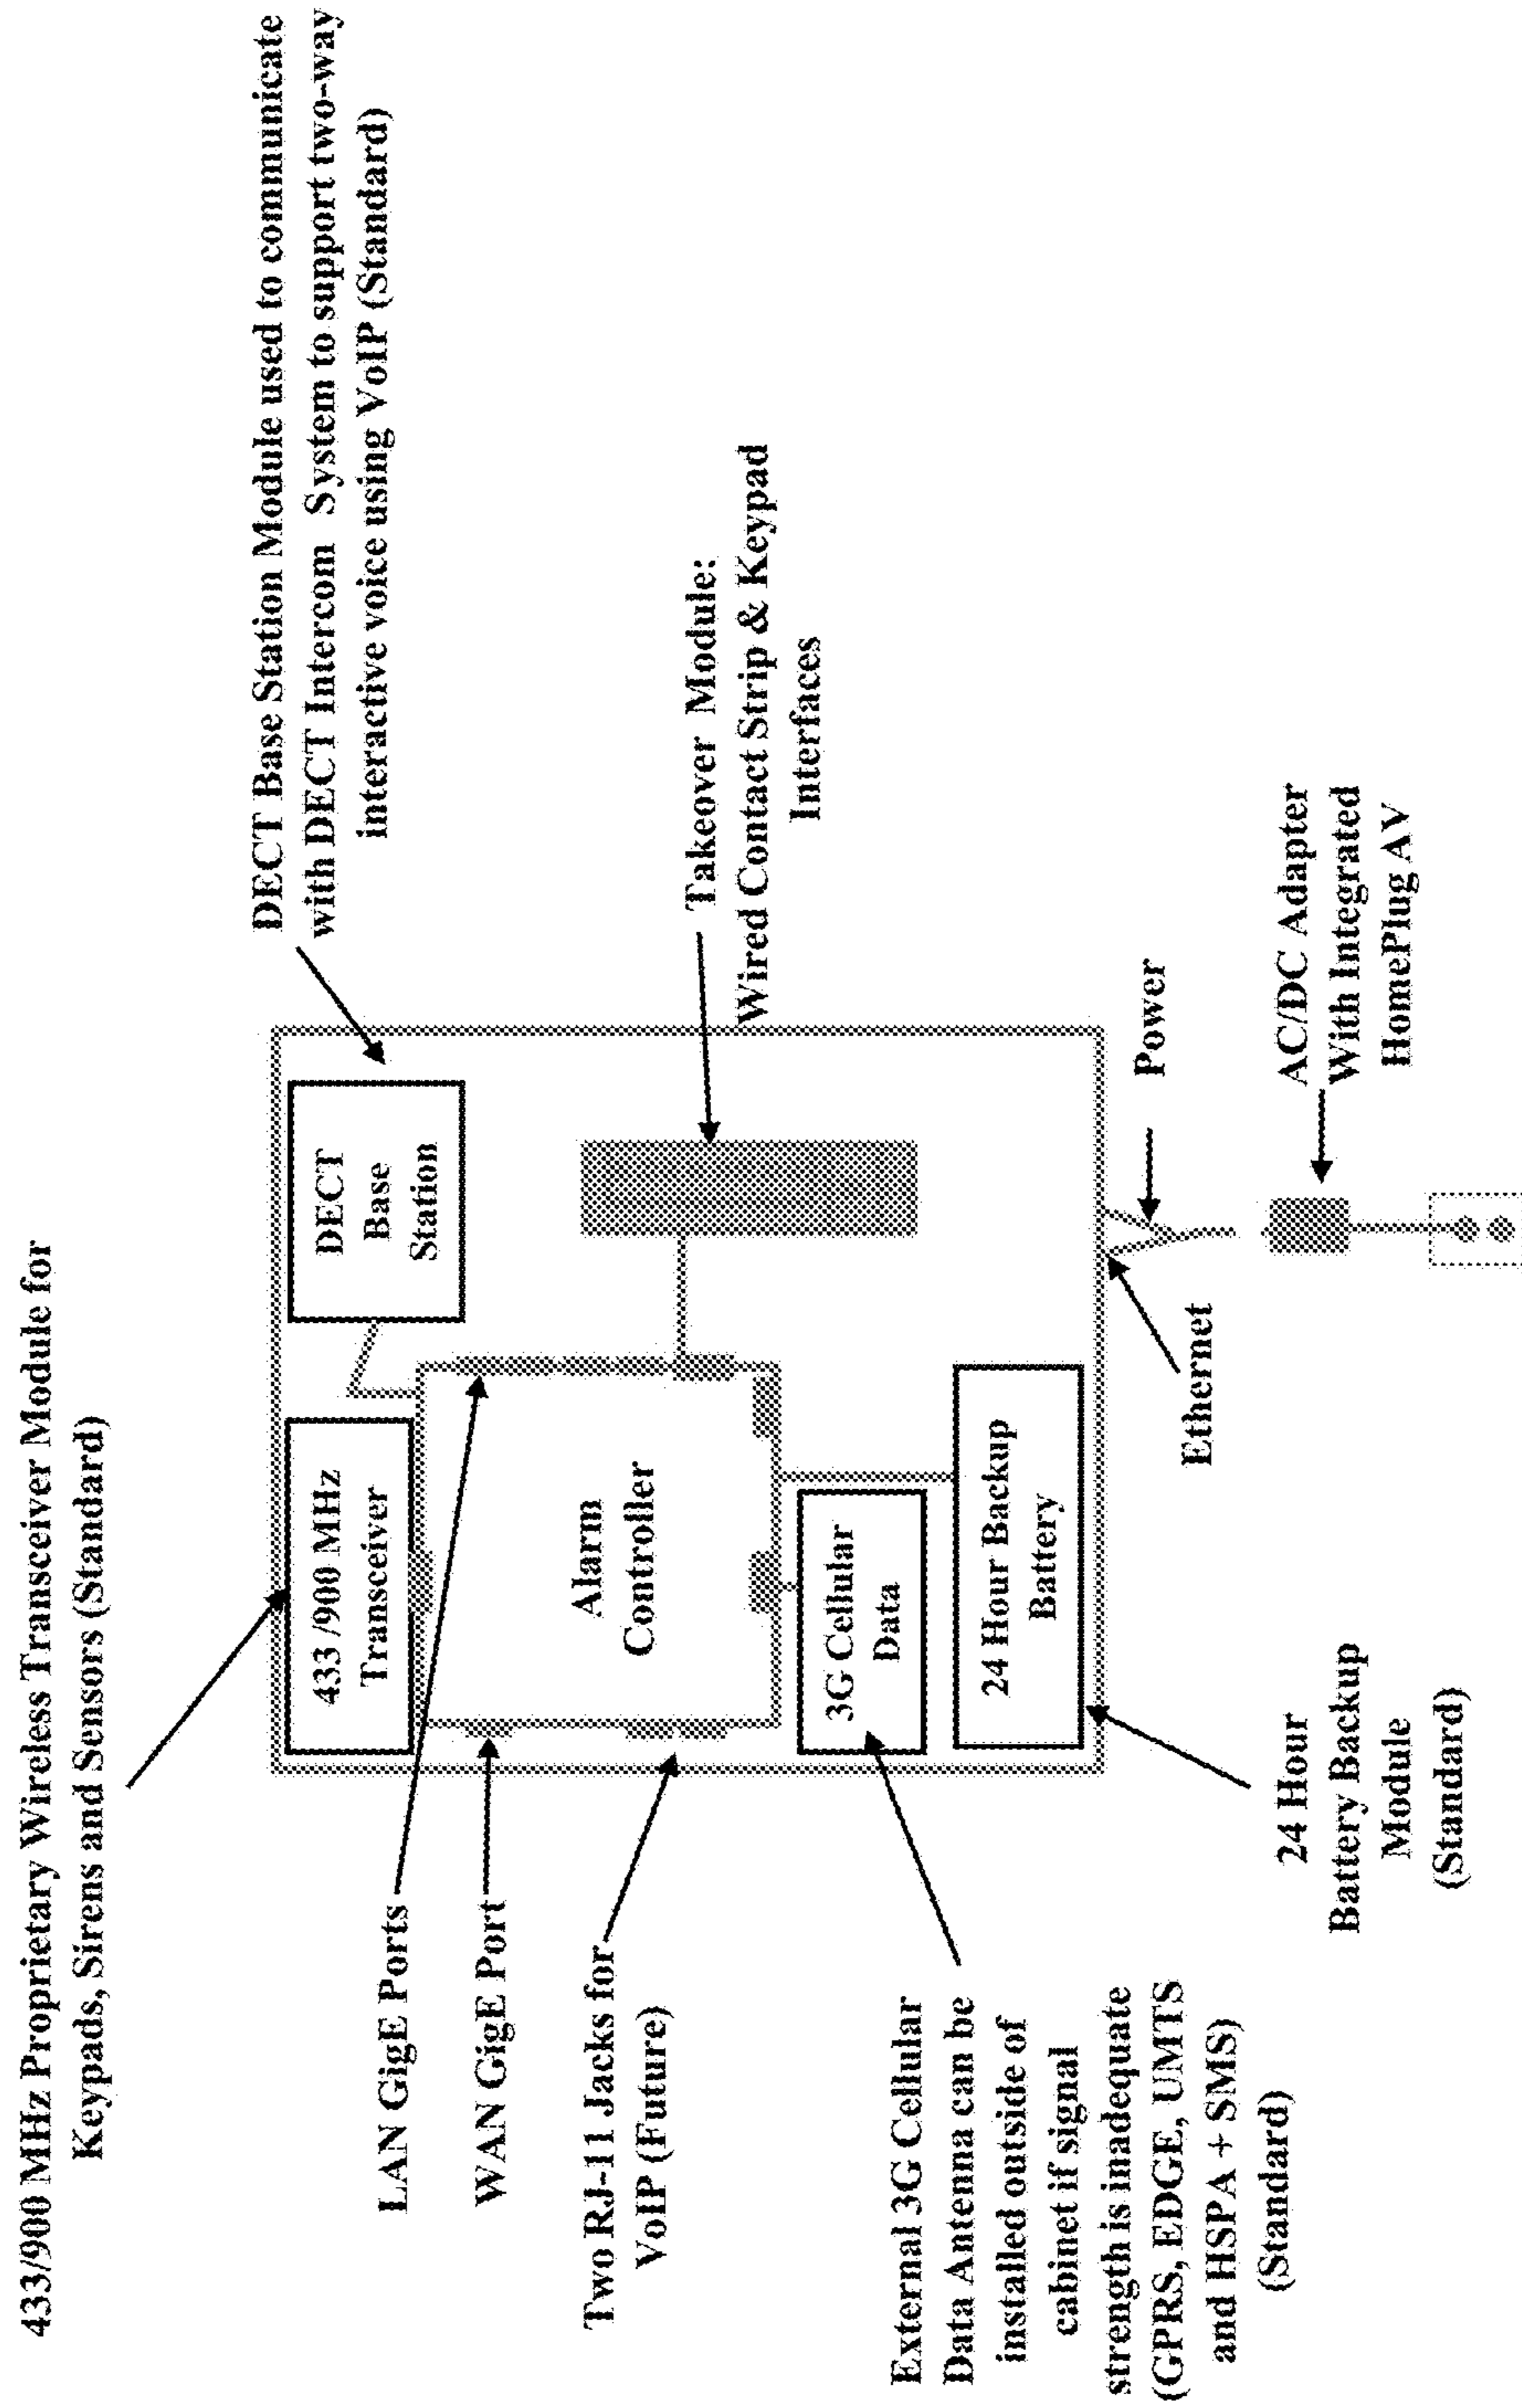 433/900 MHz Proprietary Wireless Transceiver Module for
Keypads, Sirens and Sensors (Standard)
DECT Base Station Module used to communicate
with DECT Intercom System to support two-way
interactive voice using VoIP (Standard)
LAN GigE Ports
WAN GigE Port
Two RJ-11 Jacks for
VoIP (Future)
External 3G Cellular
Data Antenna can be
installed outside of
cabinet if signal
strength is inadequate
(GPRS, EDGE, UMTS
and HSPA + SMS)
(Standard)
433 /900 MHz
Transceiver
DECT
Base
Station
Alarm
Controller
3G Cellular
Data
24 Hour Backup
Battery
Takeover Module:
Wired Contact Strip & Keypad
Interfaces
24 Hour
Battery Backup
Module
(Standard)
Ethernet
Power
AC/DC Adapter
With Integrated
HomePlug AV